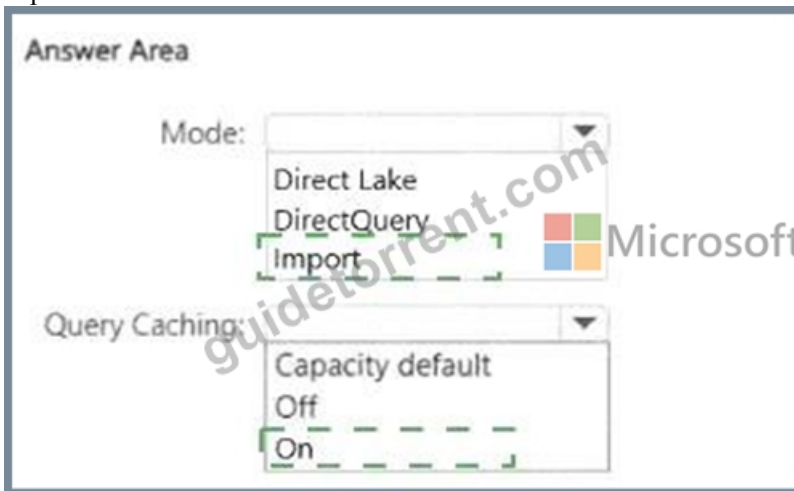 Answer Area
Mode:
Direct Lake
DirectQuery
Import
Microsoft
Query Caching:
Capacity default
Off
On
guidetorrent.com